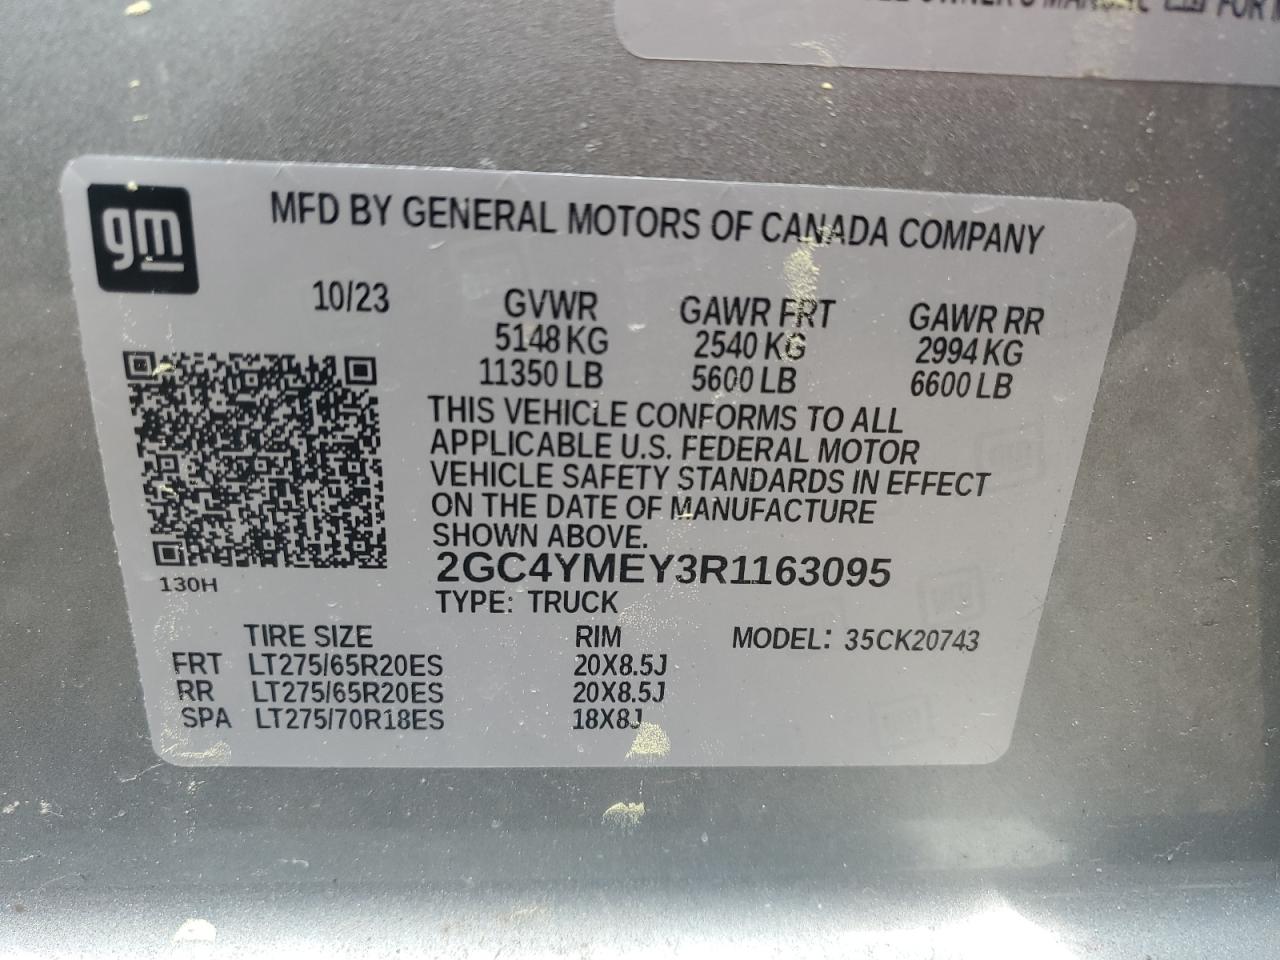 OWNER'S MANUAL FOR
gm
MFD BY GENERAL MOTORS OF CANADA COMPANY
10/23 GVWR GAWR FRT GAWR RR
5148 KG 2540 KG 2994 KG
11350 LB 5600 LB 6600 LB
THIS VEHICLE CONFORMS TO ALL
APPLICABLE U.S. FEDERAL MOTOR
VEHICLE SAFETY STANDARDS IN EFFECT
ON THE DATE OF MANUFACTURE
SHOWN ABOVE.
130H
2GC4YMEY3R1163095
TYPE: TRUCK
TIRE SIZE RIM MODEL: 35CK20743
FRT LT275/65R20ES 20X8.5J
RR LT275/65R20ES 20X8.5J
SPA LT275/70R18ES 18X8J